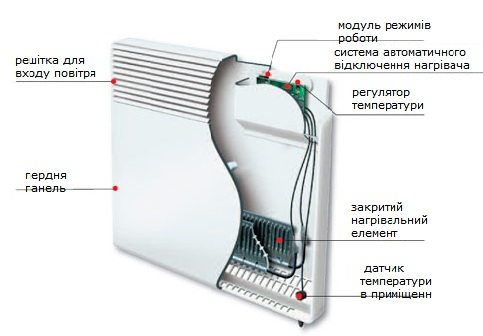 модуль режимів
роботи
система автоматичного
відключення нагрівача
решітка для
входу повітря
регулятор
температури
гердня
ганель
закритий
нагрівальний
елемент
датчик
температури
в приміщенн